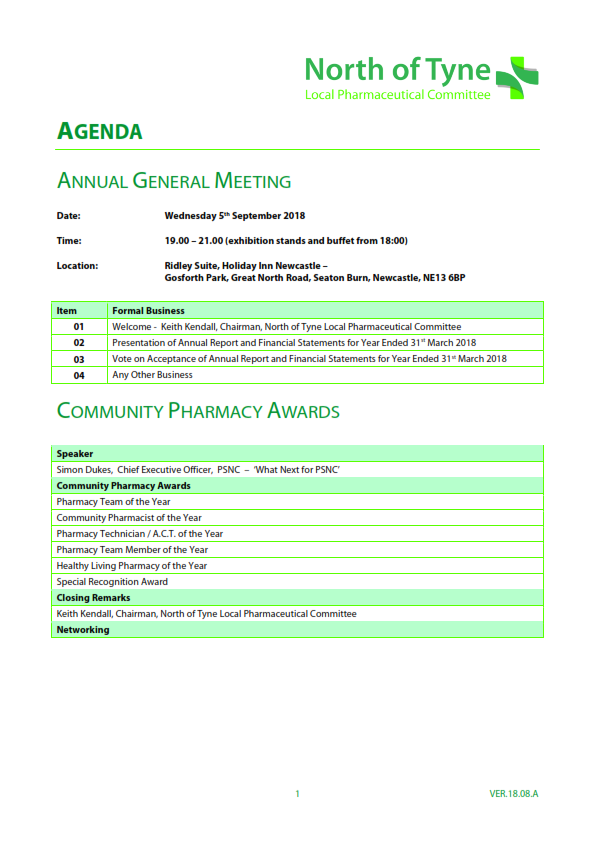 North of Tyne
Local Pharmaceutical Committee
AGENDA
ANNUAL GENERAL MEETING
Date: Wednesday 5th September 2018
Time: 19.00 – 21.00 (exhibition stands and buffet from 18:00)
Location: Ridley Suite, Holiday Inn Newcastle –
Gosforth Park, Great North Road, Seaton Burn, Newcastle, NE13 6BP
Item Formal Business
01 Welcome - Keith Kendall, Chairman, North of Tyne Local Pharmaceutical Committee
02 Presentation of Annual Report and Financial Statements for Year Ended 31st March 2018
03 Vote on Acceptance of Annual Report and Financial Statements for Year Ended 31st March 2018
04 Any Other Business
COMMUNITY PHARMACY AWARDS
Speaker
Simon Dukes, Chief Executive Officer, PSNC – ‘What Next for PSNC’
Community Pharmacy Awards
Pharmacy Team of the Year
Community Pharmacist of the Year
Pharmacy Technician / A.C.T. of the Year
Pharmacy Team Member of the Year
Healthy Living Pharmacy of the Year
Special Recognition Award
Closing Remarks
Keith Kendall, Chairman, North of Tyne Local Pharmaceutical Committee
Networking
1 VER.18.08.A